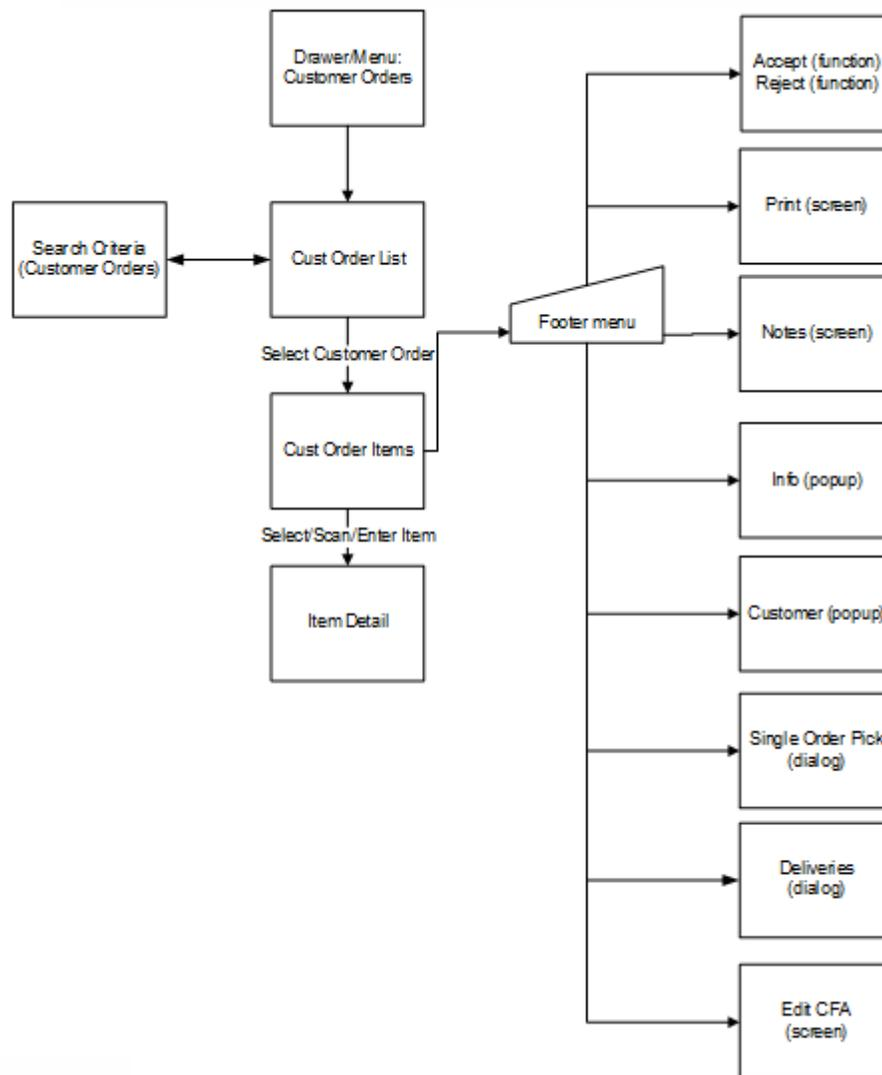 Drawer/Menu:
Customer Orders
Accept (function)
Reject (function)
Print (screen)
Search Criteria
(Customer Orders)
Cust Order List
Footer menu
Notes (screen)
Select Customer Order
Cust Order Items
Info (popup)
Select/Scan/Enter Item
Item Detail
Customer (popup)
Single Order Pick
(dialog)
Deliveries
(dialog)
Edit CFA
(screen)